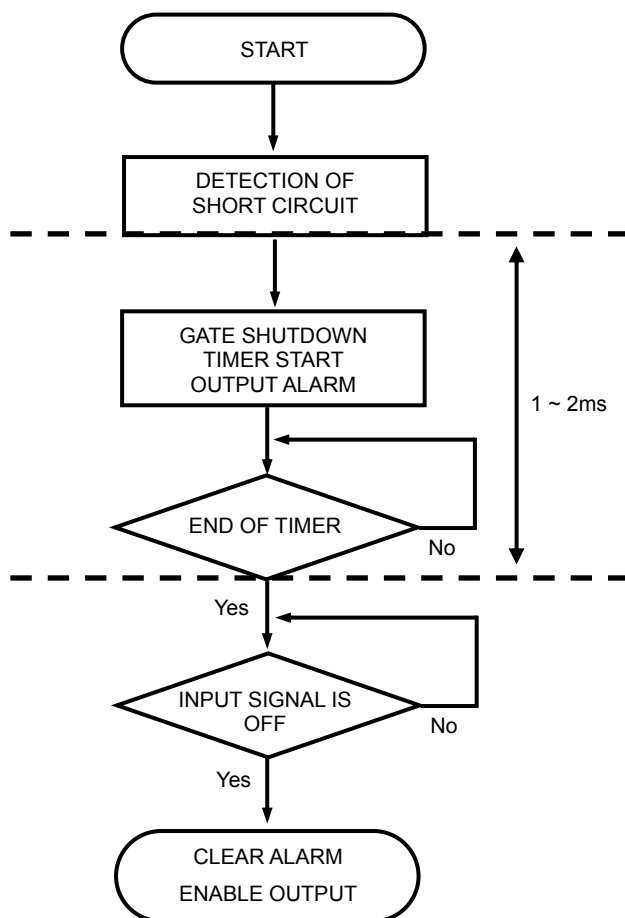 START
DETECTION OF
SHORT CIRCUIT
GATE SHUTDOWN
TIMER START
OUTPUT ALARM
1 ~ 2ms
END OF TIMER
No
Yes
INPUT SIGNAL IS
OFF
No
Yes
CLEAR ALARM
ENABLE OUTPUT